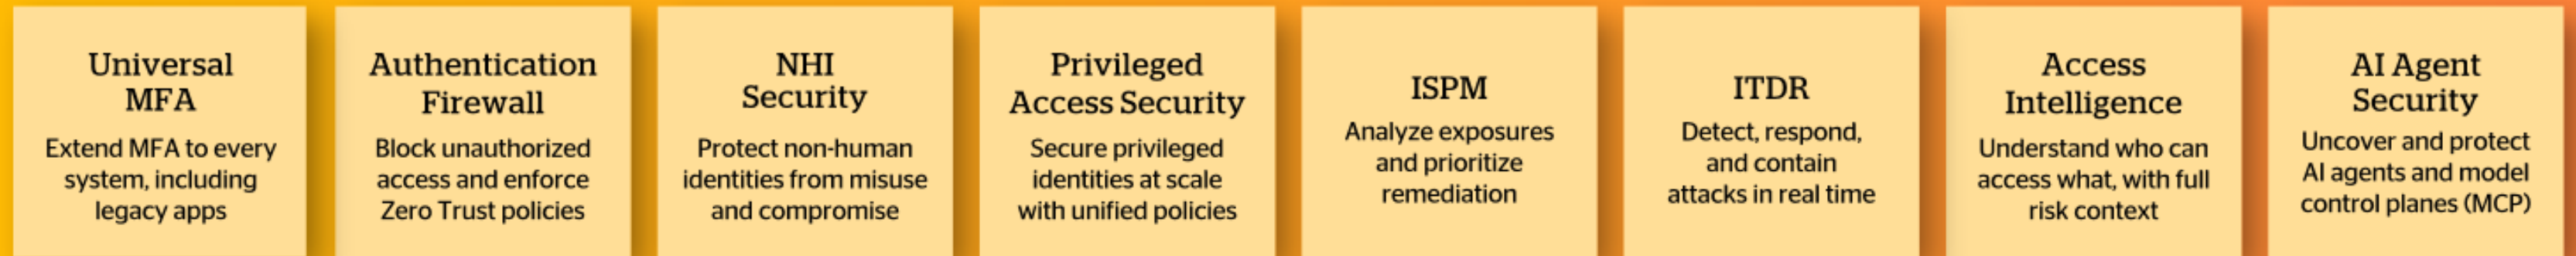 Universal
MFA
Extend MFA to every
system, including
legacy apps
Authentication
Firewall
Block unauthorized
access and enforce
Zero Trust policies
NHI
Security
Protect non-human
identities from misuse
and compromise
Privileged
Access Security
Secure privileged
identities at scale
with unified policies
ISPM
Analyze exposures
and prioritize
remediation
ITDR
Detect, respond,
and contain
attacks in real time
Access
Intelligence
Understand who can
access what, with full
risk context
AI Agent
Security
Uncover and protect
AI agents and model
control planes (MCP)